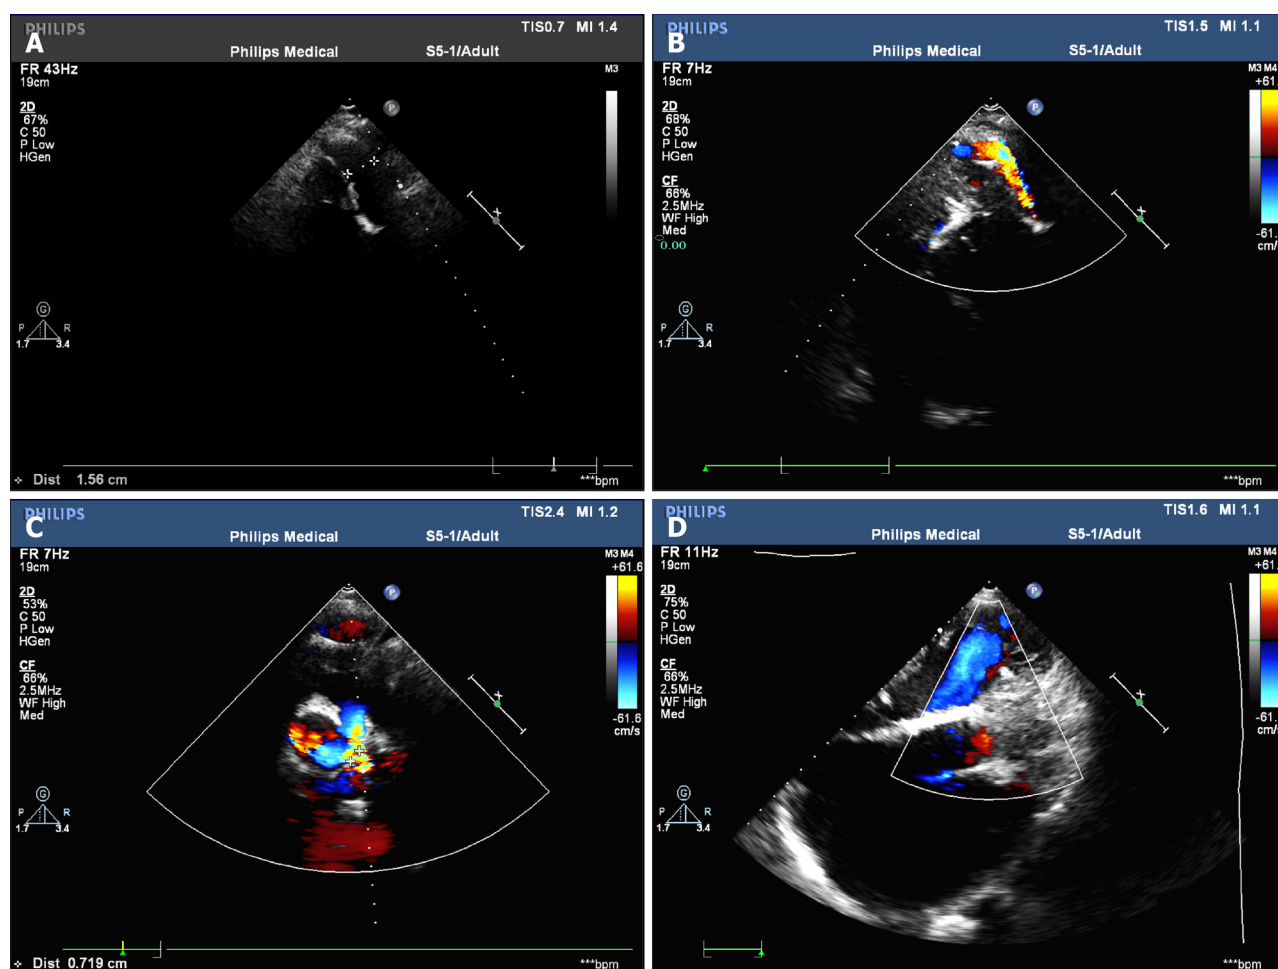 A
PHILIPS
TIS0.7 MI 1.4
Philips Medical
S5-1/Adult
FR 43Hz
19cm
M3
2D
67%
C 50
P Low
HGen
P
G
P R
1.7 3.4
Dist 1.56 cm
***bpm
B
PHILIPS
TIS1.5 MI 1.1
Philips Medical
S5-1/Adult
FR 7Hz
19cm
M3 M4
+61.
2D
68%
C 50
P Low
HGen
CF
66%
2.5MHz
WF High
Med
0.00
-61.
cm/
P
G
P R
1.7 3.4
***bpm
C
PHILIPS
TIS2.4 MI 1.2
Philips Medical
S5-1/Adult
FR 7Hz
19cm
M3 M4
+61.6
2D
53%
C 50
P Low
HGen
CF
66%
2.5MHz
WF High
Med
-61.6
cm/s
P
G
P R
1.7 3.4
Dist 0.719 cm
***bpm
D
PHILIPS
TIS1.6 MI 1.1
Philips Medical
S5-1/Adult
FR 11Hz
19cm
M3 M4
+61.
2D
75%
C 50
P Low
HGen
CF
66%
2.5MHz
WF High
Med
-61.
cm/
P
G
P R
1.7 3.4
***bpm